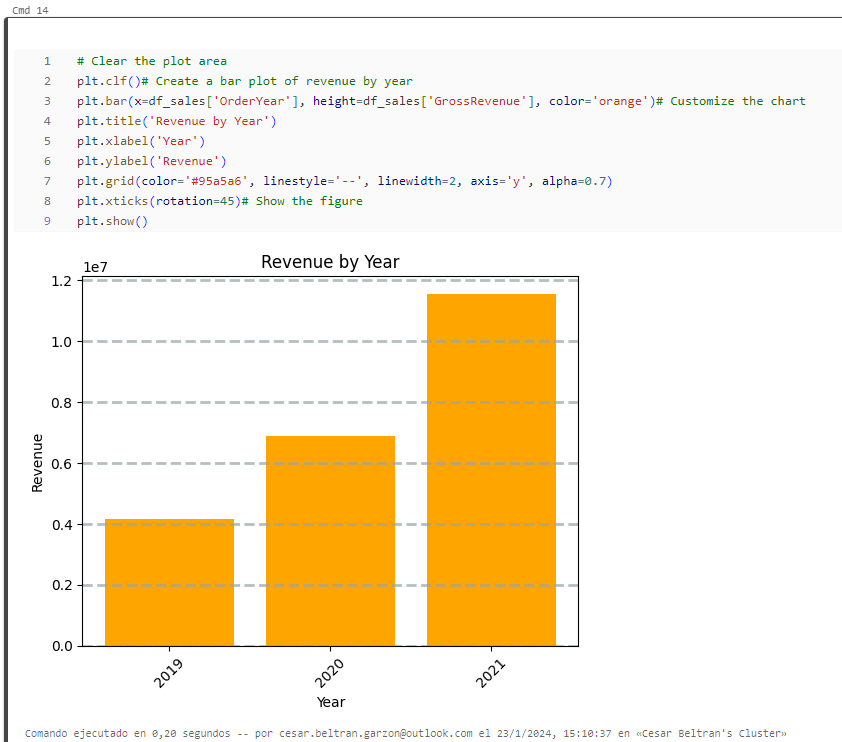 Cmd 14
1 # Clear the plot area
2 plt.clf()# Create a bar plot of revenue by year
3 plt.bar(x=df_sales['OrderYear'], height=df_sales['GrossRevenue'], color='orange')# Customize the chart
4 plt.title('Revenue by Year')
5 plt.xlabel('Year')
6 plt.ylabel('Revenue')
7 plt.grid(color='#95a5a6', linestyle='--', linewidth=2, axis='y', alpha=0.7)
8 plt.xticks(rotation=45)# Show the figure
9 plt.show()
Revenue by Year
1e7
1.2
1.0
0.8
0.6
0.4
0.2
0.0
Revenue
2019 2020 2021
Year
Comando ejecutado en 0,20 segundos -- por cesar.beltran.garzon@outlook.com el 23/1/2024, 15:10:37 en «Cesar Beltran's Cluster»